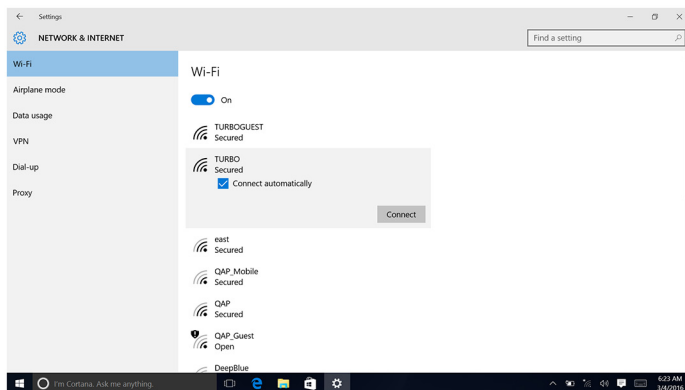 Settings
NETWORK & INTERNET
Find a setting
Wi-Fi
Airplane mode
Data usage
VPN
Dial-up
Proxy
Wi-Fi
On
TURBOGUEST
Secured
TURBO
Secured
Connect automatically
Connect
east
Secured
QAP_Mobile
Secured
QAP
Secured
QAP_Guest
Open
DeepBlue
I'm Cortana. Ask me anything.
6:23 AM
3/4/2016